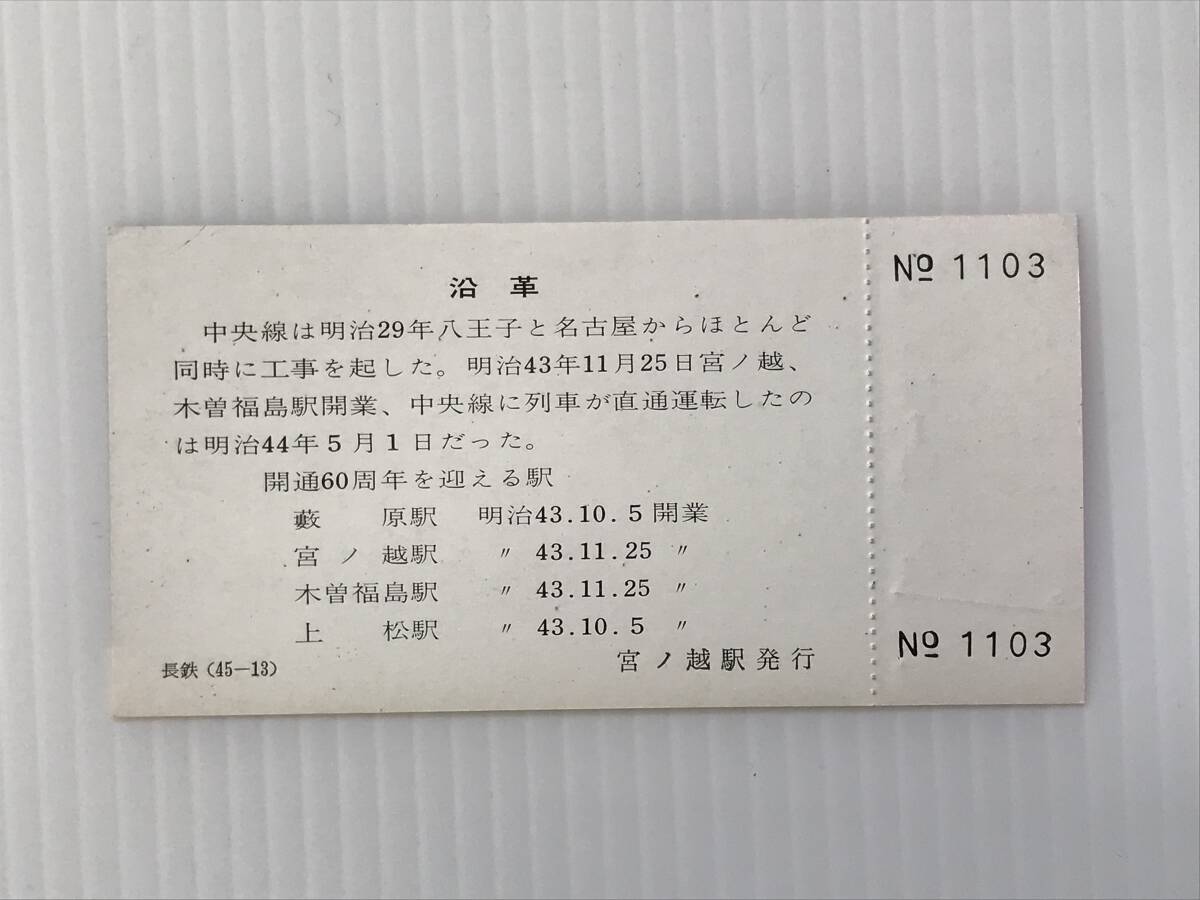 沿革
中央線は明治29年八王子と名古屋からほとんど
同時に工事を起した。明治43年11月25日宮ノ越、
木曽福島駅開業、中央線に列車が直通運転したの
は明治44年5月1日だった。
開通60周年を迎える駅
藪原駅 明治43.10.5開業
宮ノ越駅 〃 43.11.25 〃
木曽福島駅 〃 43.11.25 〃
上松駅 〃 43.10.5 〃
宮ノ越駅発行
長鉄(45-13)
№ 1103
№ 1103